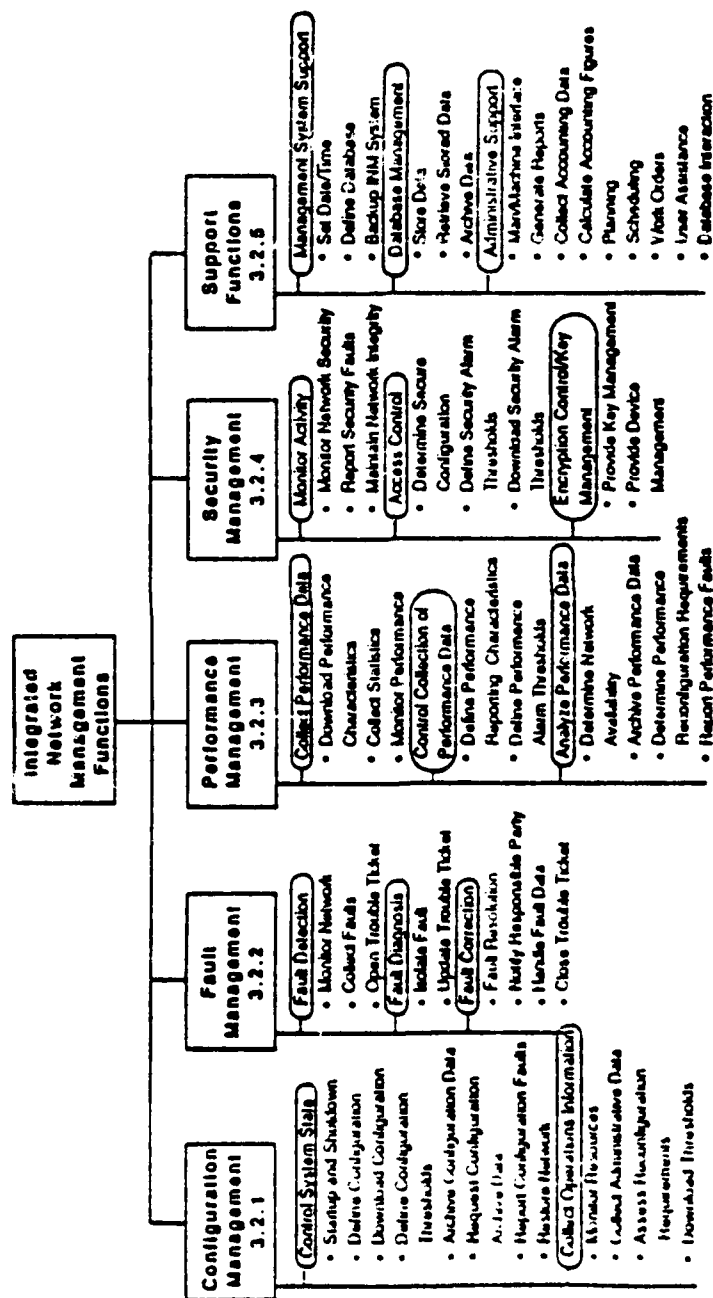 Integrated
Network
Management
Functions
Configuration
Management
3.2.1
Control System State
• Startup and Shutdown
• Define Configuration
• Download Configuration
• Define Configuration
Thresholds
• Archive Configuration Data
• Request Configuration
Archive Data
• Report Configuration Faults
• Restore Network
Collect Operations Information
• Monitor Resources
• Collect Administrative Data
• Assess Reconfiguration
Requirements
• Download Thresholds
Fault
Management
3.2.2
Fault Detection
• Monitor Network
• Collect Faults
• Open Trouble Ticket
Fault Diagnosis
• Isolate Fault
• Update Trouble Ticket
Fault Correction
• Fault Resolution
• Notify Responsible Party
• Handle Fault Data
• Close Trouble Ticket
Performance
Management
3.2.3
Collect Performance Data
• Download Performance
Characteristics
• Collect Statistics
• Monitor Performance
Control Collection of
Performance Data
• Define Performance
Reporting Characteristics
• Define Performance
Alarm Thresholds
Analyze Performance Data
• Determine Network
Availability
• Archive Performance Data
• Determine Performance
Reconfiguration Requirements
• Report Performance Faults
Security
Management
3.2.4
Monitor Activity
• Monitor Network Security
• Report Security Faults
• Maintain Network Integrity
Access Control
• Determine Secure
Configuration
• Define Security Alarm
Thresholds
• Download Security Alarm
Thresholds
Encryption Control/Key
Management
• Provide Key Management
• Provide Device
Management
Support
Functions
3.2.5
Management System Support
• Set Date/Time
• Define Database
• Backup INM System
Database Management
• Store Data
• Retrieve Stored Data
• Archive Data
Administrative Support
• Man/Machine Interface
• Generate Reports
• Collect Accounting Data
• Calculate Accounting Figures
• Planning
• Scheduling
• Work Orders
• User Assistance
• Database Interaction